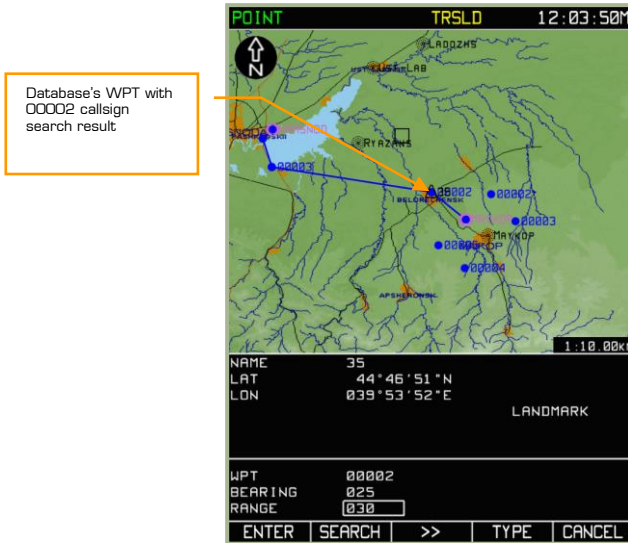 Database's WPT with
00002 callsign
search result
POINT TRSLD 12:03:50M
N
LADOZHS
UST-LAB
RYAZANS
00003
00002
BELORECHENSK
00002
00003
MAYKOP
00004
APSHERONSK
1:10.00km
NAME 35
LAT 44°46'51"N
LON 039°53'52"E
LANDMARK
WPT 00002
BEARING 025
RANGE 030
ENTER SEARCH >> TYPE CANCEL